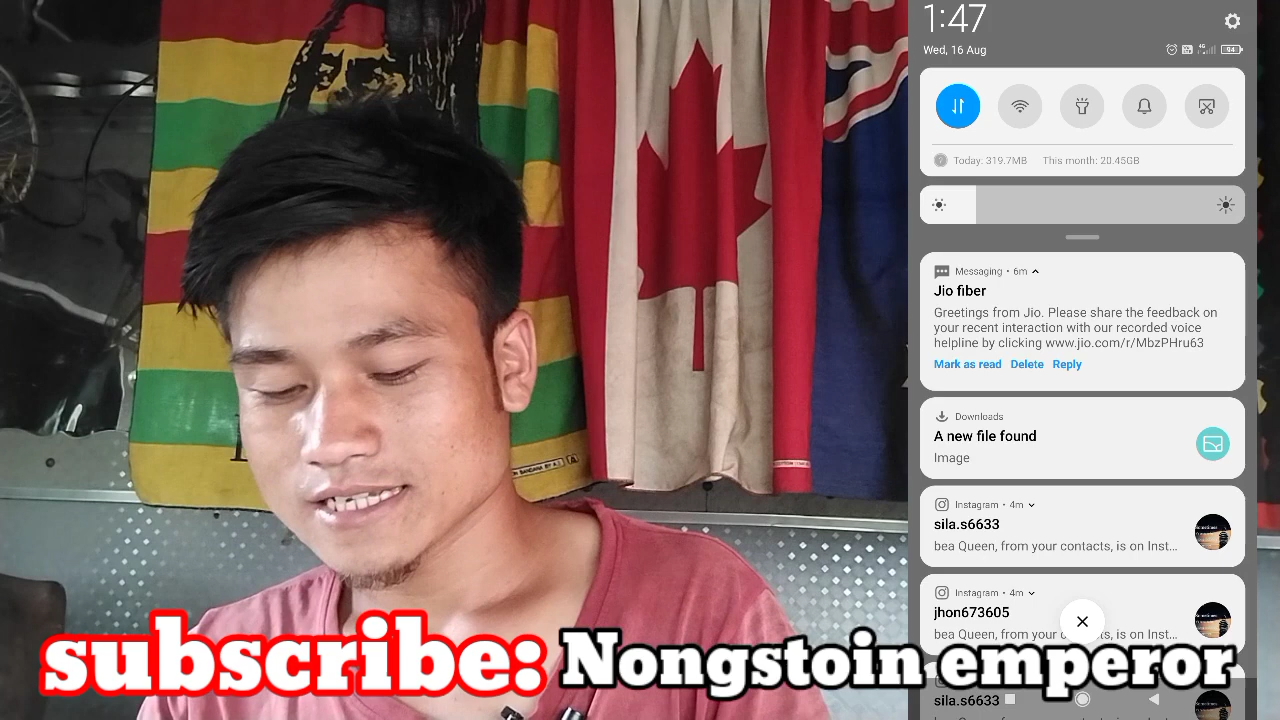 1:47
Wed, 16 Aug
4G
94
Today: 319.7MB This month: 20.45GB
Messaging • 6m
Jio fiber
Greetings from Jio. Please share the feedback on
your recent interaction with our recorded voice
helpline by clicking www.jio.com/r/MbzPHru63
Mark as read Delete Reply
Downloads
A new file found
Image
Instagram • 4m
sila.s6633
bea Queen, from your contacts, is on Inst...
Instagram • 4m
jhon673605
bea Queen, from your contacts, is on Inst...
sila.s6633
subscribe: Nongstoin emperor